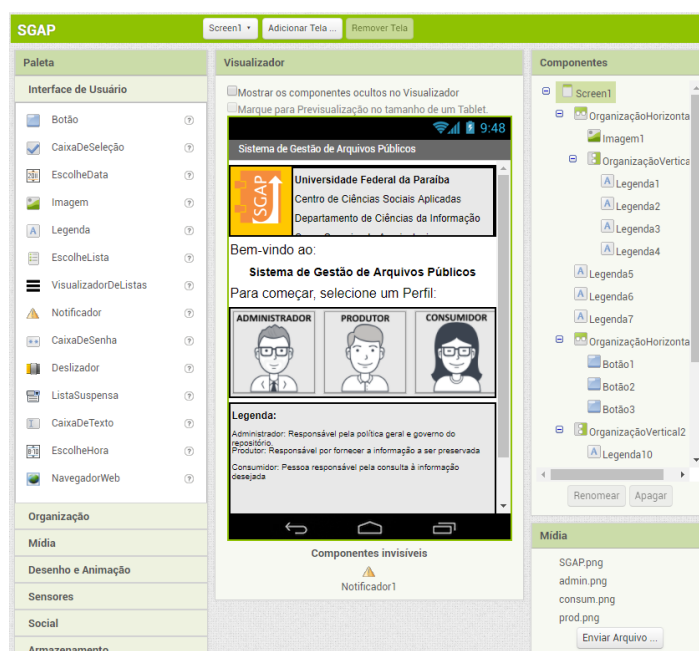 SGAP
Screen1
Adicionar Tela ...
Remover Tela
Paleta
Interface de Usuário
Botão
CaixaDeSeleção
EscolheData
Imagem
Legenda
EscolheLista
VisualizadorDeListas
Notificador
CaixaDeSenha
Deslizador
ListaSuspensa
CaixaDeTexto
EscolheHora
NavegadorWeb
Organização
Mídia
Desenho e Animação
Sensores
Social
Armazenamento
Visualizador
Mostrar os componentes ocultos no Visualizador
Marque para Previsualização no tamanho de um Tablet.
9:48
Sistema de Gestão de Arquivos Públicos
SGAP
Universidade Federal da Paraíba
Centro de Ciências Sociais Aplicadas
Departamento de Ciências da Informação
Bem-vindo ao:
Sistema de Gestão de Arquivos Públicos
Para começar, selecione um Perfil:
ADMINISTRADOR
PRODUTOR
CONSUMIDOR
Legenda:
Administrador: Responsável pela política geral e governo do
repositório.
Produtor: Responsável por fornecer a informação a ser preservada
Consumidor: Pessoa responsável pela consulta à informação
desejada
Componentes invisíveis
Notificador1
Componentes
Screen1
OrganizaçãoHorizonta
Imagem1
OrganizaçãoVertica
Legenda1
Legenda2
Legenda3
Legenda4
Legenda5
Legenda6
Legenda7
OrganizaçãoHorizonta
Botão1
Botão2
Botão3
OrganizaçãoVertical2
Legenda10
Renomear
Apagar
Mídia
SGAP.png
admin.png
consum.png
prod.png
Enviar Arquivo ...